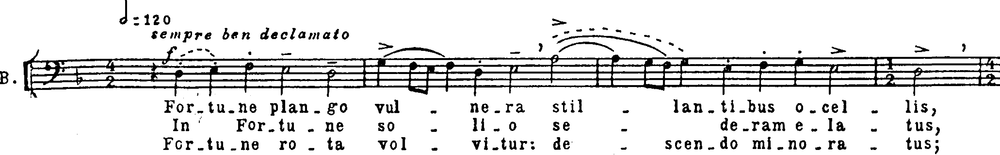 = 120
sempre ben declamato
f
B. 4 2 1 2 4 2
For - tu - ne plan - go vul - ne - ra stil - lan - ti - bus o - cel - lis,
In For - tu - ne so - li - o se - de - ram e - la - tus,
For - tu - ne ro - ta vol - vi - tur: de - scen - do mi - no - ra - tus;